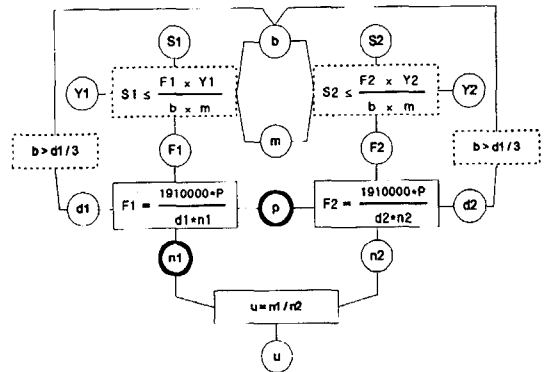 S1
b
S2
Y1
S1 ≤ F1 x Y1 / b x m
S2 ≤ F2 x Y2 / b x m
Y2
b>d1/3
F1
m
F2
b>d1/3
d1
F1 = 1910000*P / d1*n1
p
F2 = 1910000*P / d2*n2
d2
n1
n2
u=n1/n2
u